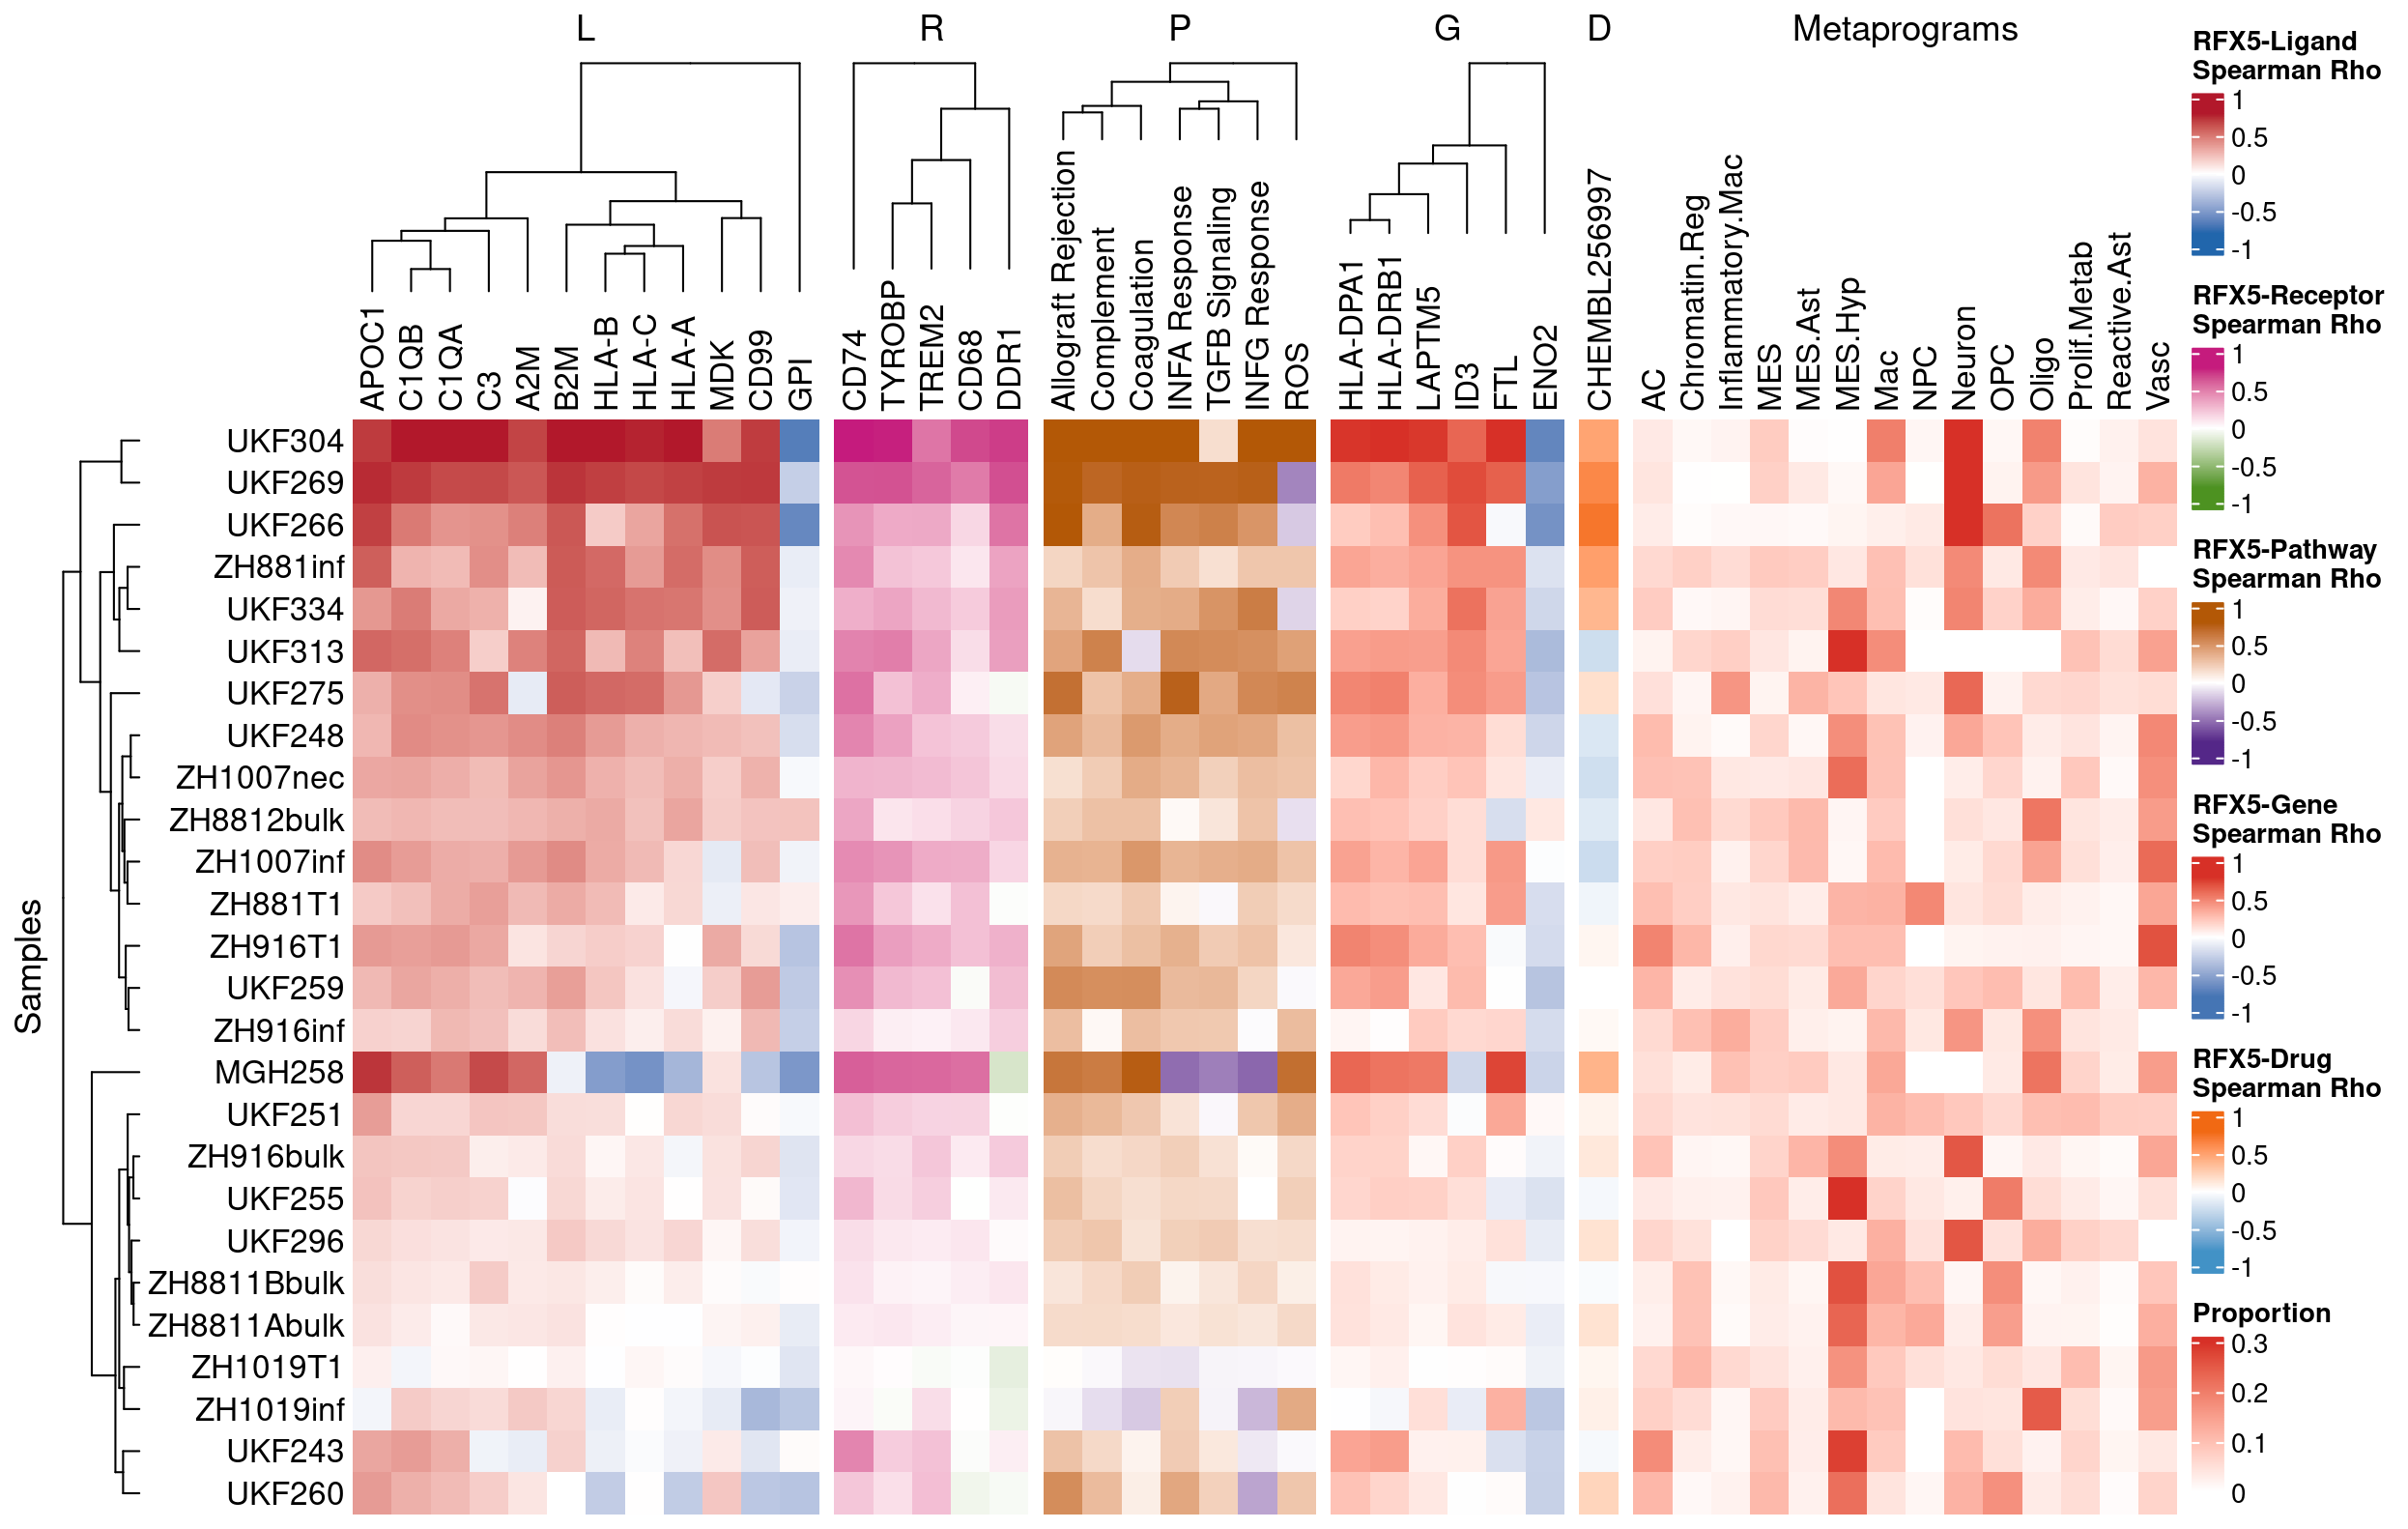 L R P G D Metaprograms
APOC1
C1QB
C1QA
C3
A2M
B2M
HLA-B
HLA-C
HLA-A
MDK
CD99
GPI
CD74
TYROBP
TREM2
CD68
DDR1
Allograft Rejection
Complement
Coagulation
INFA Response
TGFB Signaling
INFG Response
ROS
HLA-DPA1
HLA-DRB1
LAPTM5
ID3
FTL
ENO2
CHEMBL256997
AC
Chromatin.Reg
Inflammatory.Mac
MES
MES.Ast
MES.Hyp
Mac
NPC
Neuron
OPC
Oligo
Prolif.Metab
Reactive.Ast
Vasc
Samples
UKF304
UKF269
UKF266
ZH881inf
UKF334
UKF313
UKF275
UKF248
ZH1007nec
ZH8812bulk
ZH1007inf
ZH881T1
ZH916T1
UKF259
ZH916inf
MGH258
UKF251
ZH916bulk
UKF255
UKF296
ZH8811Bbulk
ZH8811Abulk
ZH1019T1
ZH1019inf
UKF243
UKF260
RFX5-Ligand
Spearman Rho
1
0.5
0
-0.5
-1
RFX5-Receptor
Spearman Rho
1
0.5
0
-0.5
-1
RFX5-Pathway
Spearman Rho
1
0.5
0
-0.5
-1
RFX5-Gene
Spearman Rho
1
0.5
0
-0.5
-1
RFX5-Drug
Spearman Rho
1
0.5
0
-0.5
-1
Proportion
0.3
0.2
0.1
0